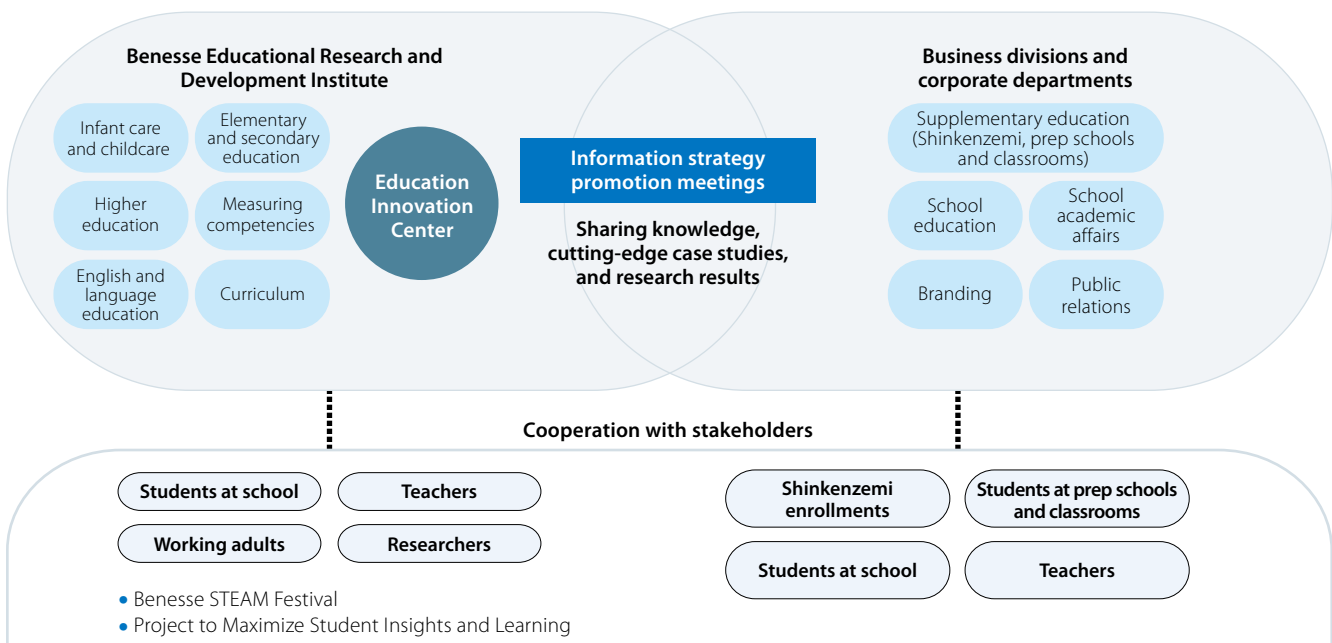 Benesse Educational Research and
Development Institute
Infant care
and childcare
Elementary
and secondary
education
Higher
education
Measuring
competencies
English and
language
education
Curriculum
Education
Innovation
Center
Information strategy
promotion meetings
Sharing knowledge,
cutting-edge case studies,
and research results
Business divisions and
corporate departments
Supplementary education
(Shinkenzemi, prep schools
and classrooms)
School
education
School
academic
affairs
Branding
Public
relations
Cooperation with stakeholders
Students at school
Teachers
Working adults
Researchers
• Benesse STEAM Festival
• Project to Maximize Student Insights and Learning
Shinkenzemi
enrollments
Students at prep schools
and classrooms
Students at school
Teachers